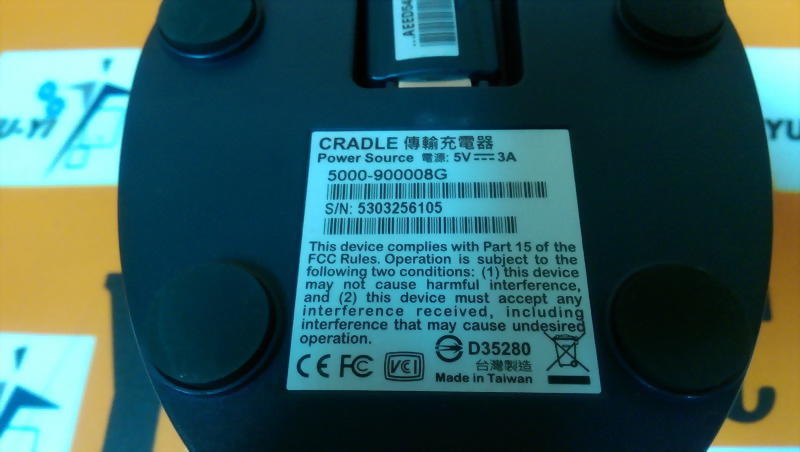 AEED54
CRADLE 傳輸充電器
Power Source 電源: 5V⎓3A
5000-900008G
S/N: 5303256105
This device complies with Part 15 of the
FCC Rules. Operation is subject to the
following two conditions: (1) this device
may not cause harmful interference,
and (2) this device must accept any
interference received, including
interference that may cause undesired
operation.
D35280
CE FC VCI
台灣製造
Made in Taiwan
U-YI
YU